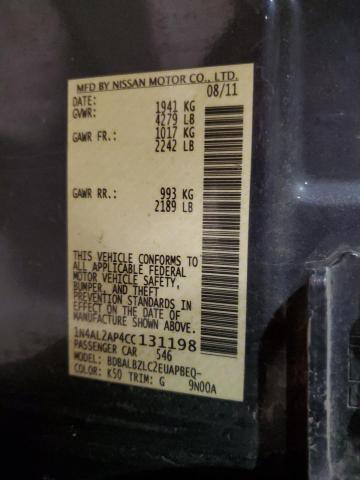 MFD BY NISSAN MOTOR CO., LTD.
DATE: 08/11
GVWR: 1941 KG
4279 LB
GAWR FR: 1017 KG
2242 LB
GAWR RR: 993 KG
2189 LB
THIS VEHICLE CONFORMS TO
ALL APPLICABLE FEDERAL
MOTOR VEHICLE SAFETY,
BUMPER, AND THEFT
PREVENTION STANDARDS IN
EFFECT ON THE DATE OF
MANUFACTURE SHOWN ABOVE.
1N4AL2AP4CC131198
PASSENGER CAR 546
MODEL: BDBALBZLC2EUAPBEQ-
COLOR: K50 TRIM: G 9N00A